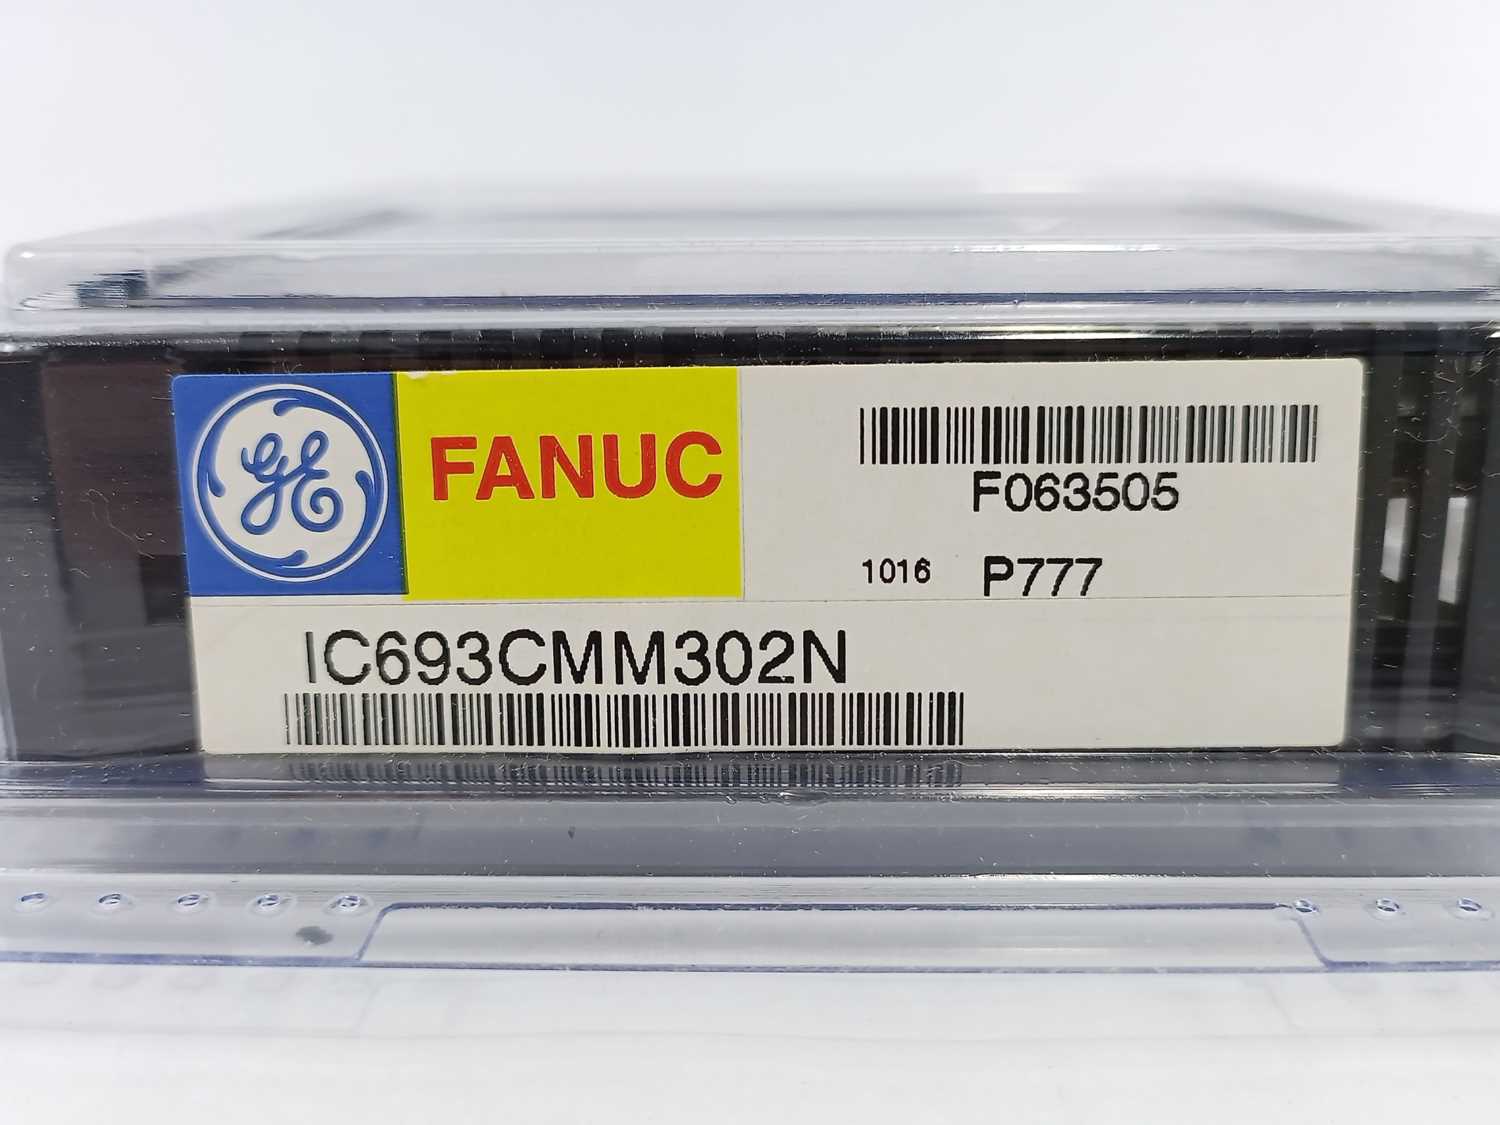 GE
FANUC
F063505
1016 P777
IC693CMM302N